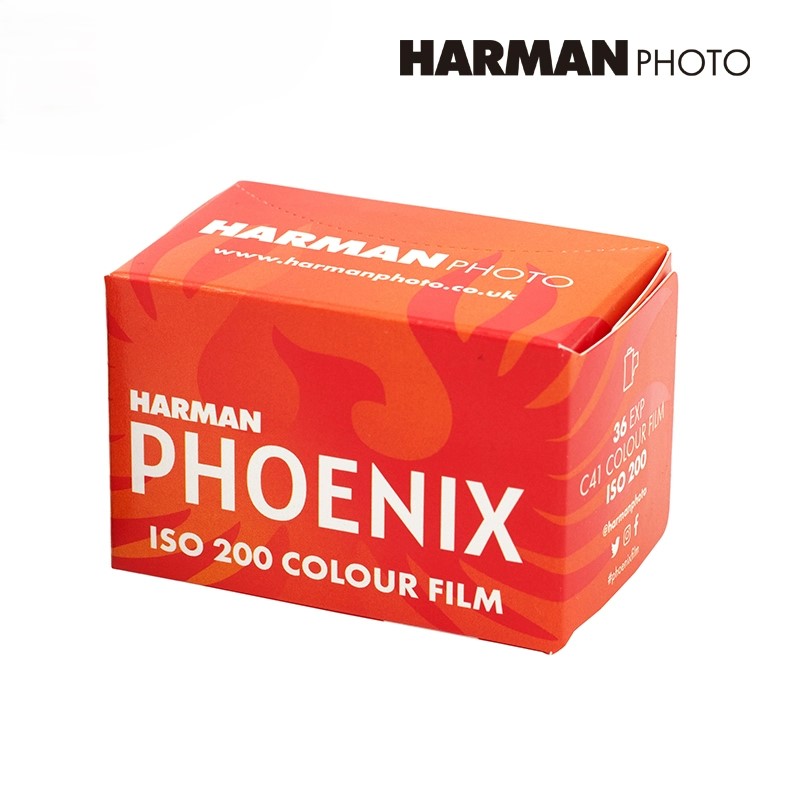 HARMAN PHOTO
HARMAN PHOTO
www.harmanphoto.co.uk
HARMAN
PHOENIX
ISO 200 COLOUR FILM
36 EXP
C41 COLOUR FILM
ISO 200
@harmanphoto
#phoenixfilm